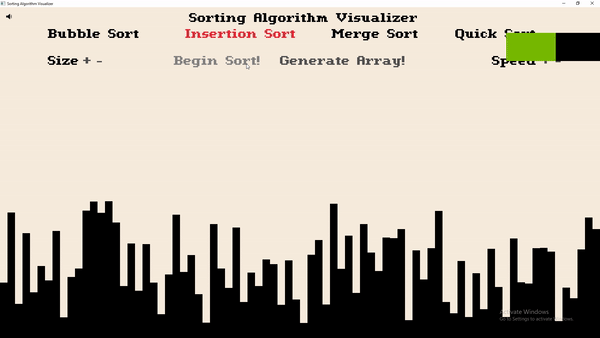 Sorting Algorithm Visualizer
Sorting Algorithm Visualizer
Bubble Sort Insertion Sort Merge Sort Quick Sort
Size + - Begin Sort! Generate Array! Speed + -
Activate Windows
Go to Settings to activate Windows.